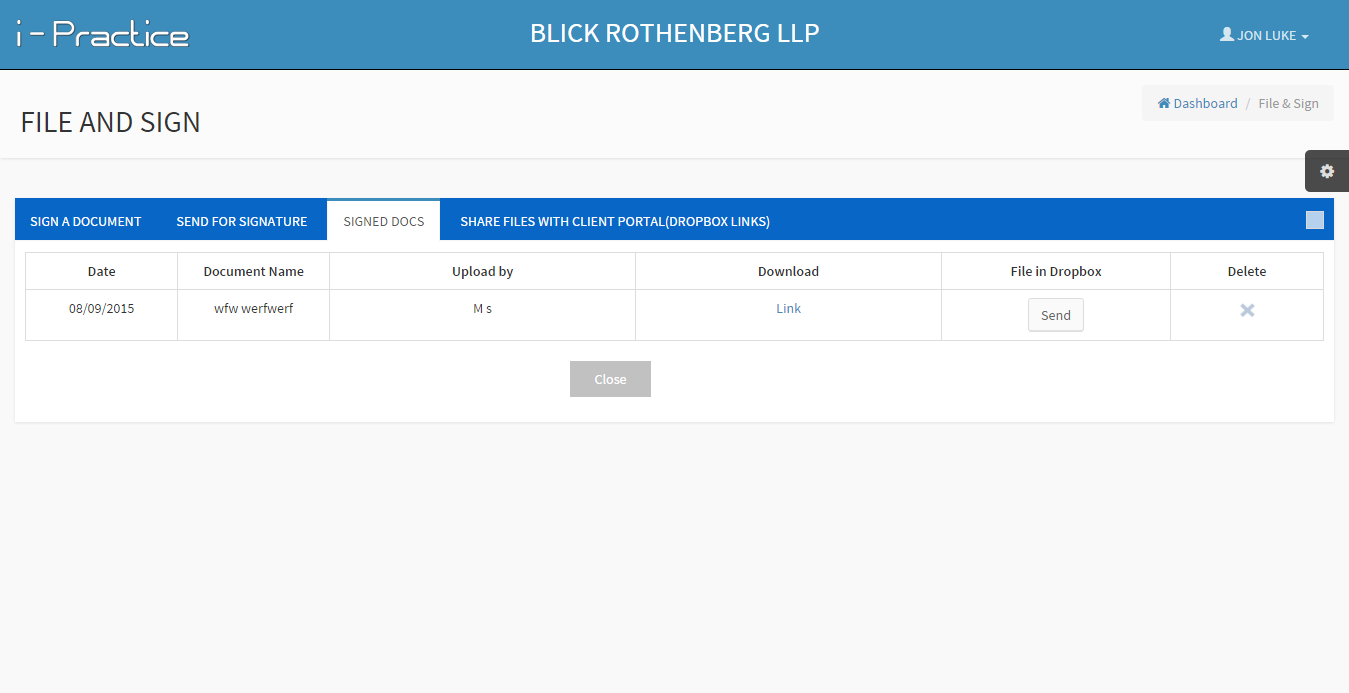 i - Practice
BLICK ROTHENBERG LLP
JON LUKE
FILE AND SIGN
Dashboard / File & Sign
SIGN A DOCUMENT SEND FOR SIGNATURE SIGNED DOCS SHARE FILES WITH CLIENT PORTAL(DROPBOX LINKS)
Date Document Name Upload by Download File in Dropbox Delete
08/09/2015 wfw werfwerf M s Link Send
Close